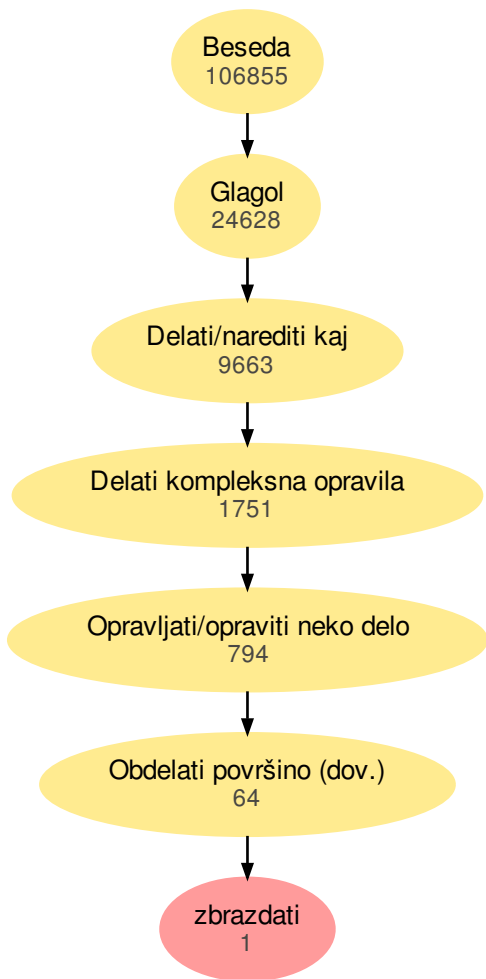 Beseda
106855
Glagol
24628
Delati/narediti kaj
9663
Delati kompleksna opravila
1751
Opravljati/opraviti neko delo
794
Obdelati površino (dov.)
64
zbrazdati
1